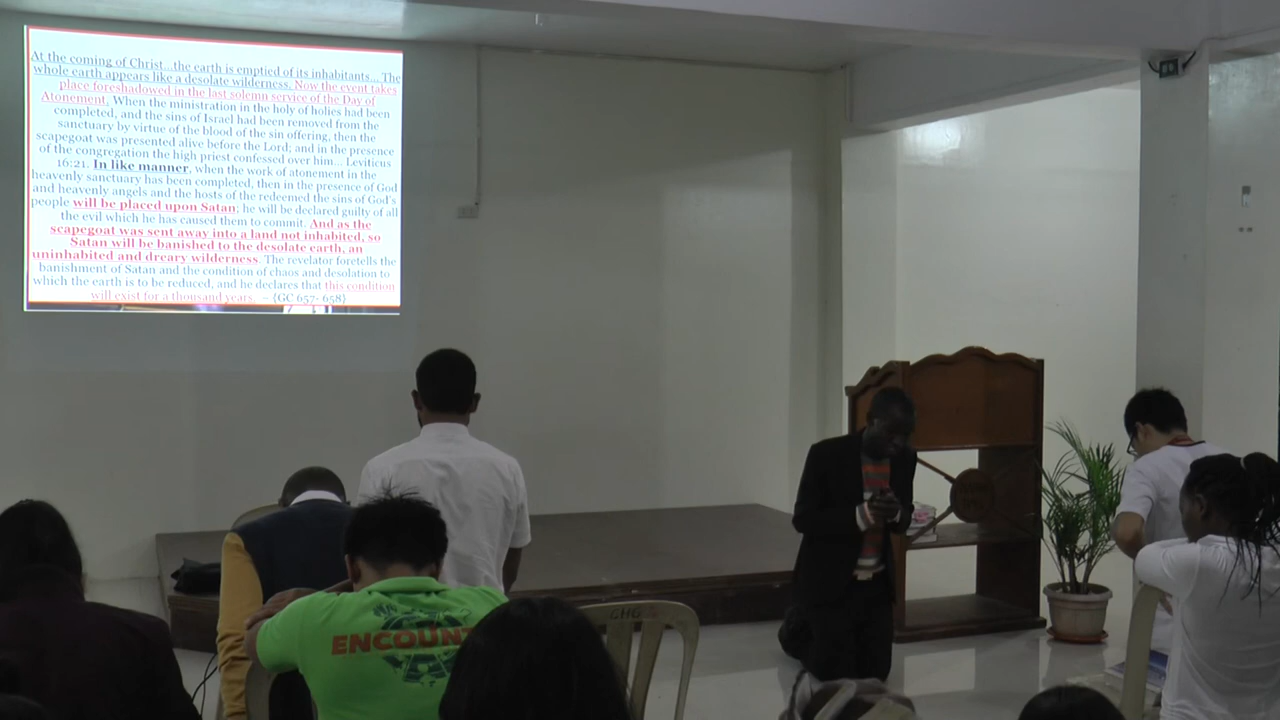 At the coming of Christ...the earth is emptied of its inhabitants... The
whole earth appears like a desolate wilderness. Now the event takes
place foreshadowed in the last solemn service of the Day of
Atonement. When the ministration in the holy of holies had been
completed, and the sins of Israel had been removed from the
sanctuary by virtue of the blood of the sin offering, then the
scapegoat was presented alive before the Lord; and in the presence
of the congregation the high priest confessed over him... Leviticus
16:21. In like manner, when the work of atonement in the
heavenly sanctuary has been completed, then in the presence of God
and heavenly angels and the hosts of the redeemed the sins of God's
people will be placed upon Satan; he will be declared guilty of all
the evil which he has caused them to commit. And as the
scapegoat was sent away into a land not inhabited, so
Satan will be banished to the desolate earth, an
uninhabited and dreary wilderness. The revelator foretells the
banishment of Satan and the condition of chaos and desolation to
which the earth is to be reduced, and he declares that this condition
will exist for a thousand years. – {GC 657- 658}
ENCOUNT